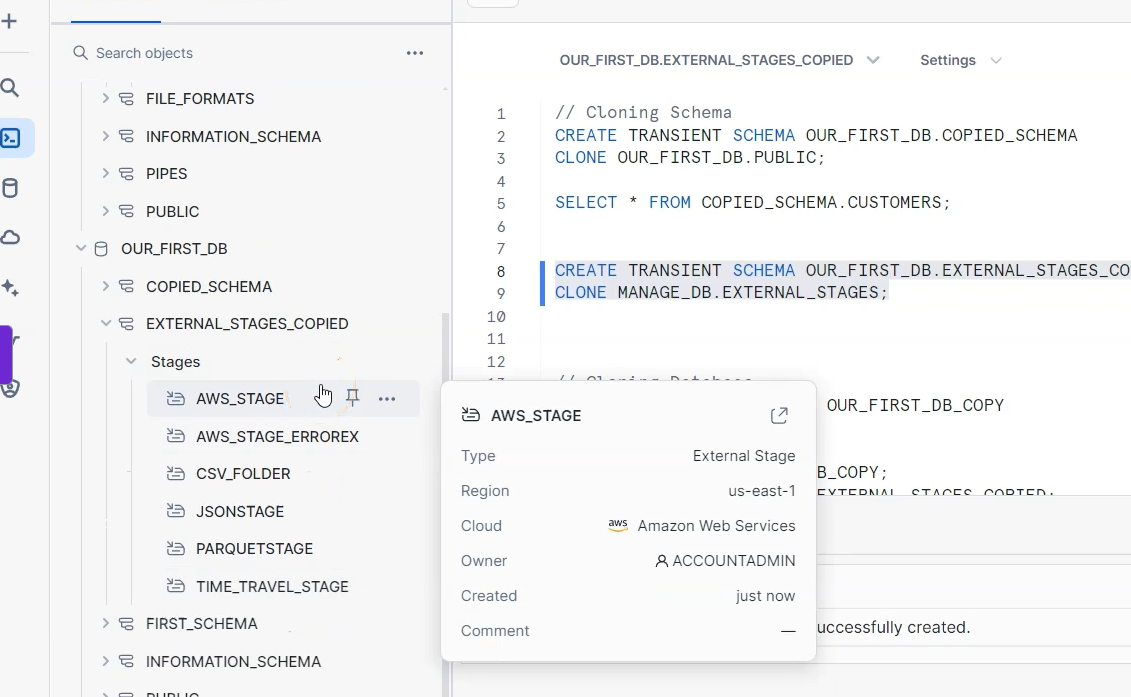 Search objects
FILE_FORMATS
INFORMATION_SCHEMA
PIPES
PUBLIC
OUR_FIRST_DB
COPIED_SCHEMA
EXTERNAL_STAGES_COPIED
Stages
AWS_STAGE
AWS_STAGE_ERROREX
CSV_FOLDER
JSONSTAGE
PARQUETSTAGE
TIME_TRAVEL_STAGE
FIRST_SCHEMA
INFORMATION_SCHEMA
PUBLIC
OUR_FIRST_DB.EXTERNAL_STAGES_COPIED Settings
1 // Cloning Schema
2 CREATE TRANSIENT SCHEMA OUR_FIRST_DB.COPIED_SCHEMA
3 CLONE OUR_FIRST_DB.PUBLIC;
4
5 SELECT * FROM COPIED_SCHEMA.CUSTOMERS;
6
7
8 CREATE TRANSIENT SCHEMA OUR_FIRST_DB.EXTERNAL_STAGES_CO
9 CLONE MANAGE_DB.EXTERNAL_STAGES;
10
11
12
// Cloning Database
OUR_FIRST_DB_COPY
B_COPY;
EXTERNAL_STAGES_COPIED;
AWS_STAGE
Type External Stage
Region us-east-1
Cloud aws Amazon Web Services
Owner ACCOUNTADMIN
Created just now
Comment —
uccessfully created.